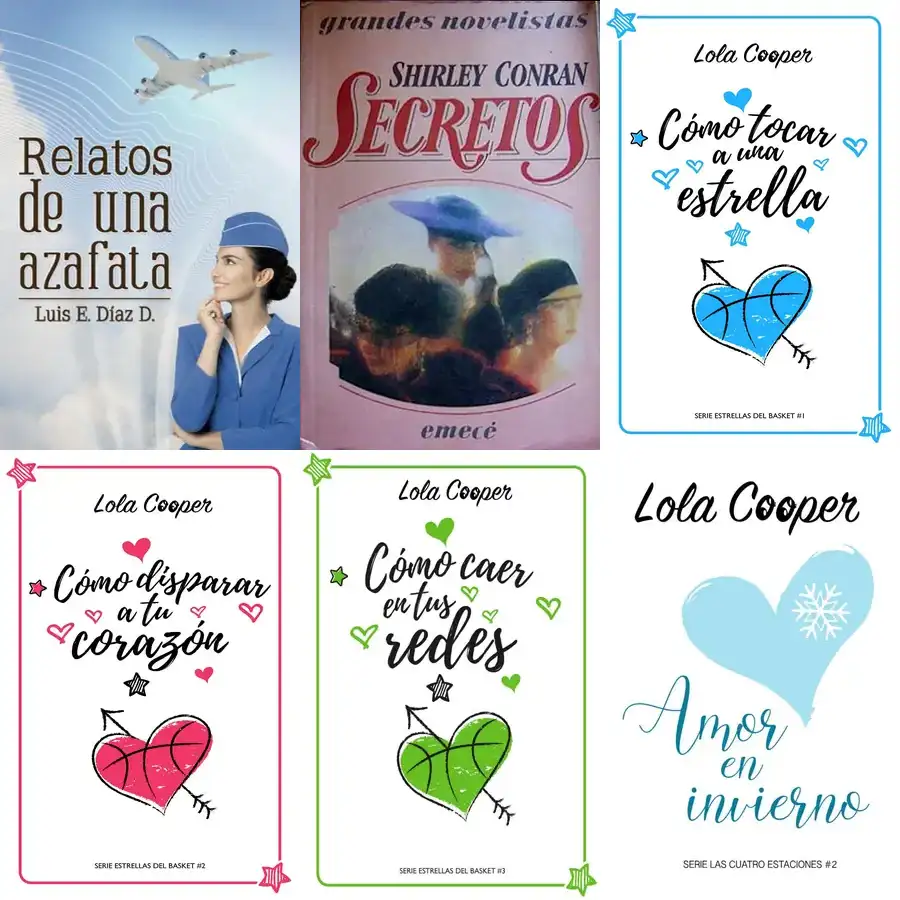 Relatos
de una
azafata
Luis E. Díaz D.
grandes novelistas
SHIRLEY CONRAN
SECRETOS
emecé
Lola Cooper
Cómo tocar
a una
estrella
SERIE ESTRELLAS DEL BASKET #1
Lola Cooper
Cómo disparar
a tu
corazón
SERIE ESTRELLAS DEL BASKET #2
Lola Cooper
Cómo caer
en tus
redes
SERIE ESTRELLAS DEL BASKET #3
Lola Cooper
Amor
en
invierno
SERIE LAS CUATRO ESTACIONES #2